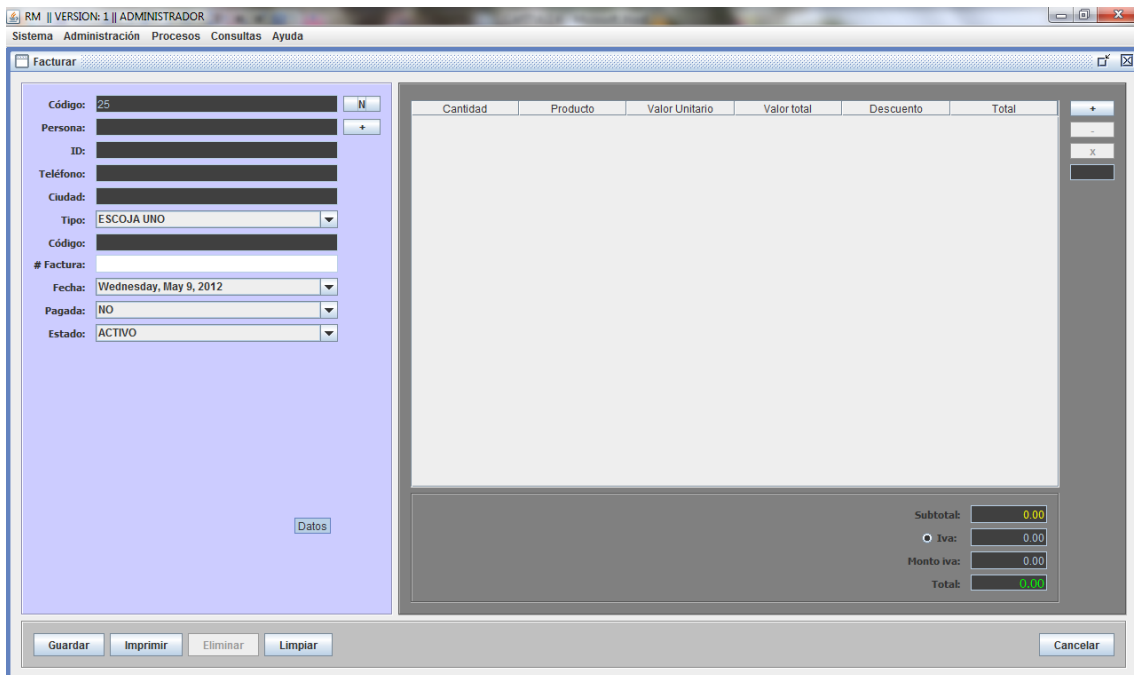 RM || VERSION: 1 || ADMINISTRADOR
Sistema Administración Procesos Consultas Ayuda
Facturar
Código: 25 N
Persona: +
ID:
Teléfono:
Ciudad:
Tipo: ESCOJA UNO
Código:
# Factura:
Fecha: Wednesday, May 9, 2012
Pagada: NO
Estado: ACTIVO
Datos
Cantidad Producto Valor Unitario Valor total Descuento Total +
-
x
Subtotal: 0.00
Iva: 0.00
Monto iva: 0.00
Total: 0.00
Guardar Imprimir Eliminar Limpiar Cancelar